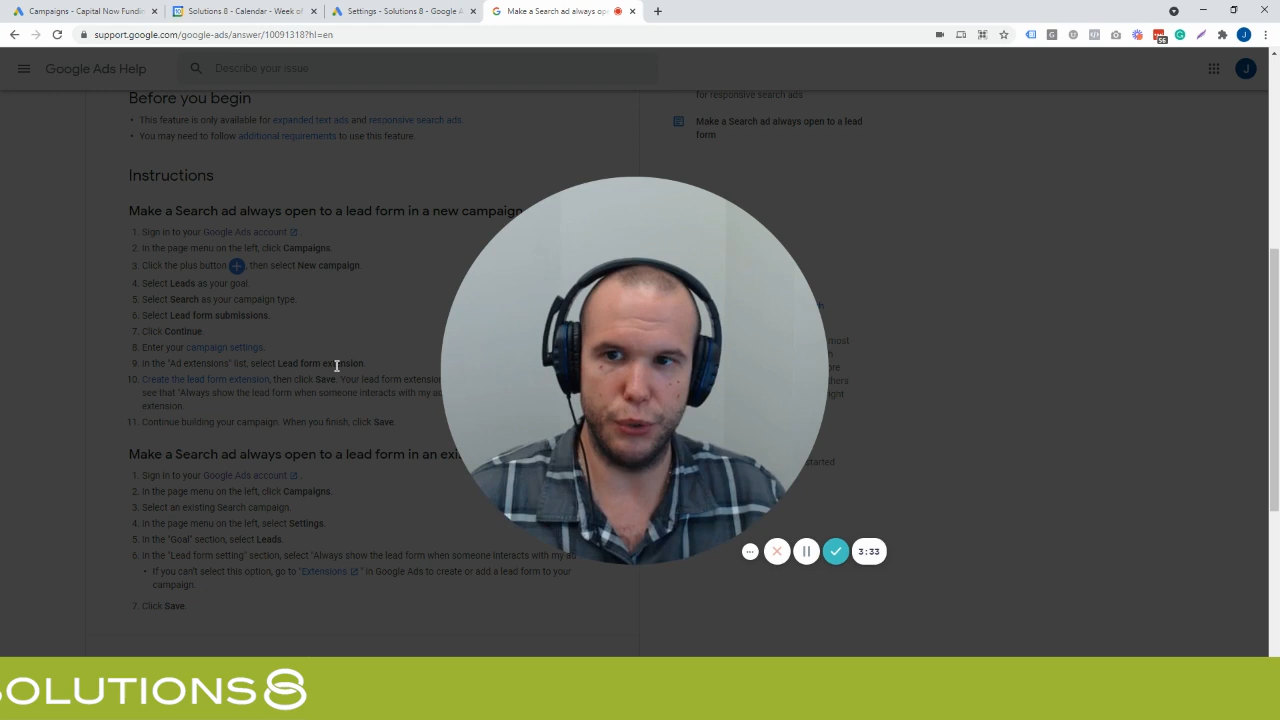 Campaigns - Capital Now Fundin
Solutions 8 - Calendar - Week of
Settings - Solutions 8 - Google A
Make a Search ad always ope
support.google.com/google-ads/answer/10091318?hl=en
56
J
Google Ads Help
Describe your issue
J
Before you begin
• This feature is only available for expanded text ads and responsive search ads.
• You may need to follow additional requirements to use this feature.
Instructions
Make a Search ad always open to a lead form in a new campaign
1. Sign in to your Google Ads account.
2. In the page menu on the left, click Campaigns.
3. Click the plus button, then select New campaign.
4. Select Leads as your goal.
5. Select Search as your campaign type.
6. Select Lead form submissions.
7. Click Continue.
8. Enter your campaign settings.
9. In the "Ad extensions" list, select Lead form extension.
10. Create the lead form extension, then click Save. Your lead form extension
see that "Always show the lead form when someone interacts with my ad
extension.
11. Continue building your campaign. When you finish, click Save.
Make a Search ad always open to a lead form in an exi
1. Sign in to your Google Ads account.
2. In the page menu on the left, click Campaigns.
3. Select an existing Search campaign.
4. In the page menu on the left, select Settings.
5. In the "Goal" section, select Leads.
6. In the "Lead form setting" section, select "Always show the lead form when someone interacts with my ad
• If you can't select this option, go to "Extensions" in Google Ads to create or add a lead form to your
campaign.
7. Click Save.
for responsive search ads
Make a Search ad always open to a lead
form
most
ght
started
3:33
SOLUTIONS8